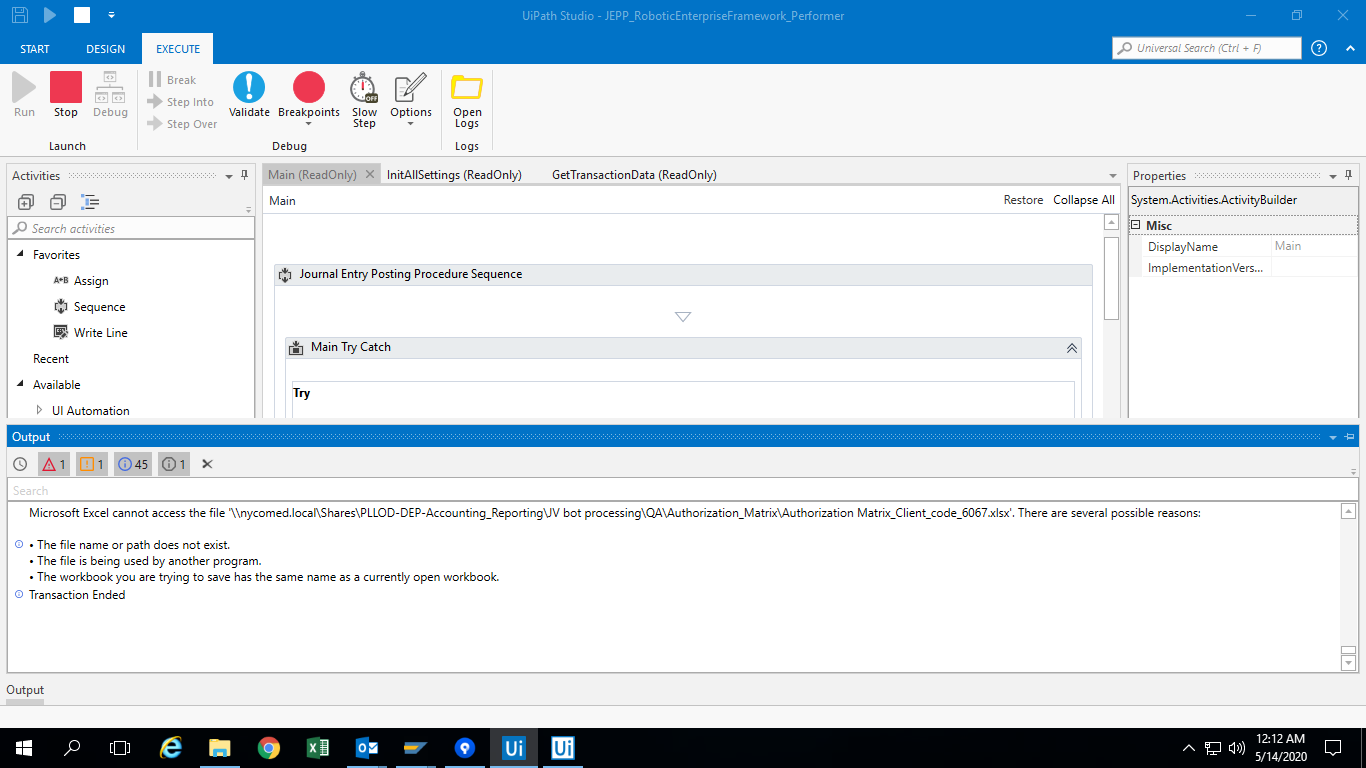 UiPath Studio - JEPP_RoboticEnterpriseFramework_Performer
START DESIGN EXECUTE
Universal Search (Ctrl + F)
Run Stop Debug
Break
Step Into
Step Over
Validate Breakpoints Slow Step Options
Open Logs
Launch Debug Logs
Activities
Main (ReadOnly) InitAllSettings (ReadOnly) GetTransactionData (ReadOnly)
Properties
Main Restore Collapse All
System.Activities.ActivityBuilder
Search activities
Misc
Favorites
DisplayName Main
ImplementationVers...
Journal Entry Posting Procedure Sequence
A+B Assign
Sequence
Write Line
Main Try Catch
Recent
Available
Try
UI Automation
Output
1 1 45 1
Search
Microsoft Excel cannot access the file '\\nycomed.local\Shares\PLLOD-DEP-Accounting_Reporting\JV bot processing\QA\Authorization_Matrix\Authorization Matrix_Client_code_6067.xlsx'. There are several possible reasons:
• The file name or path does not exist.
• The file is being used by another program.
• The workbook you are trying to save has the same name as a currently open workbook.
Transaction Ended
Output
Ui Ui
12:12 AM
5/14/2020